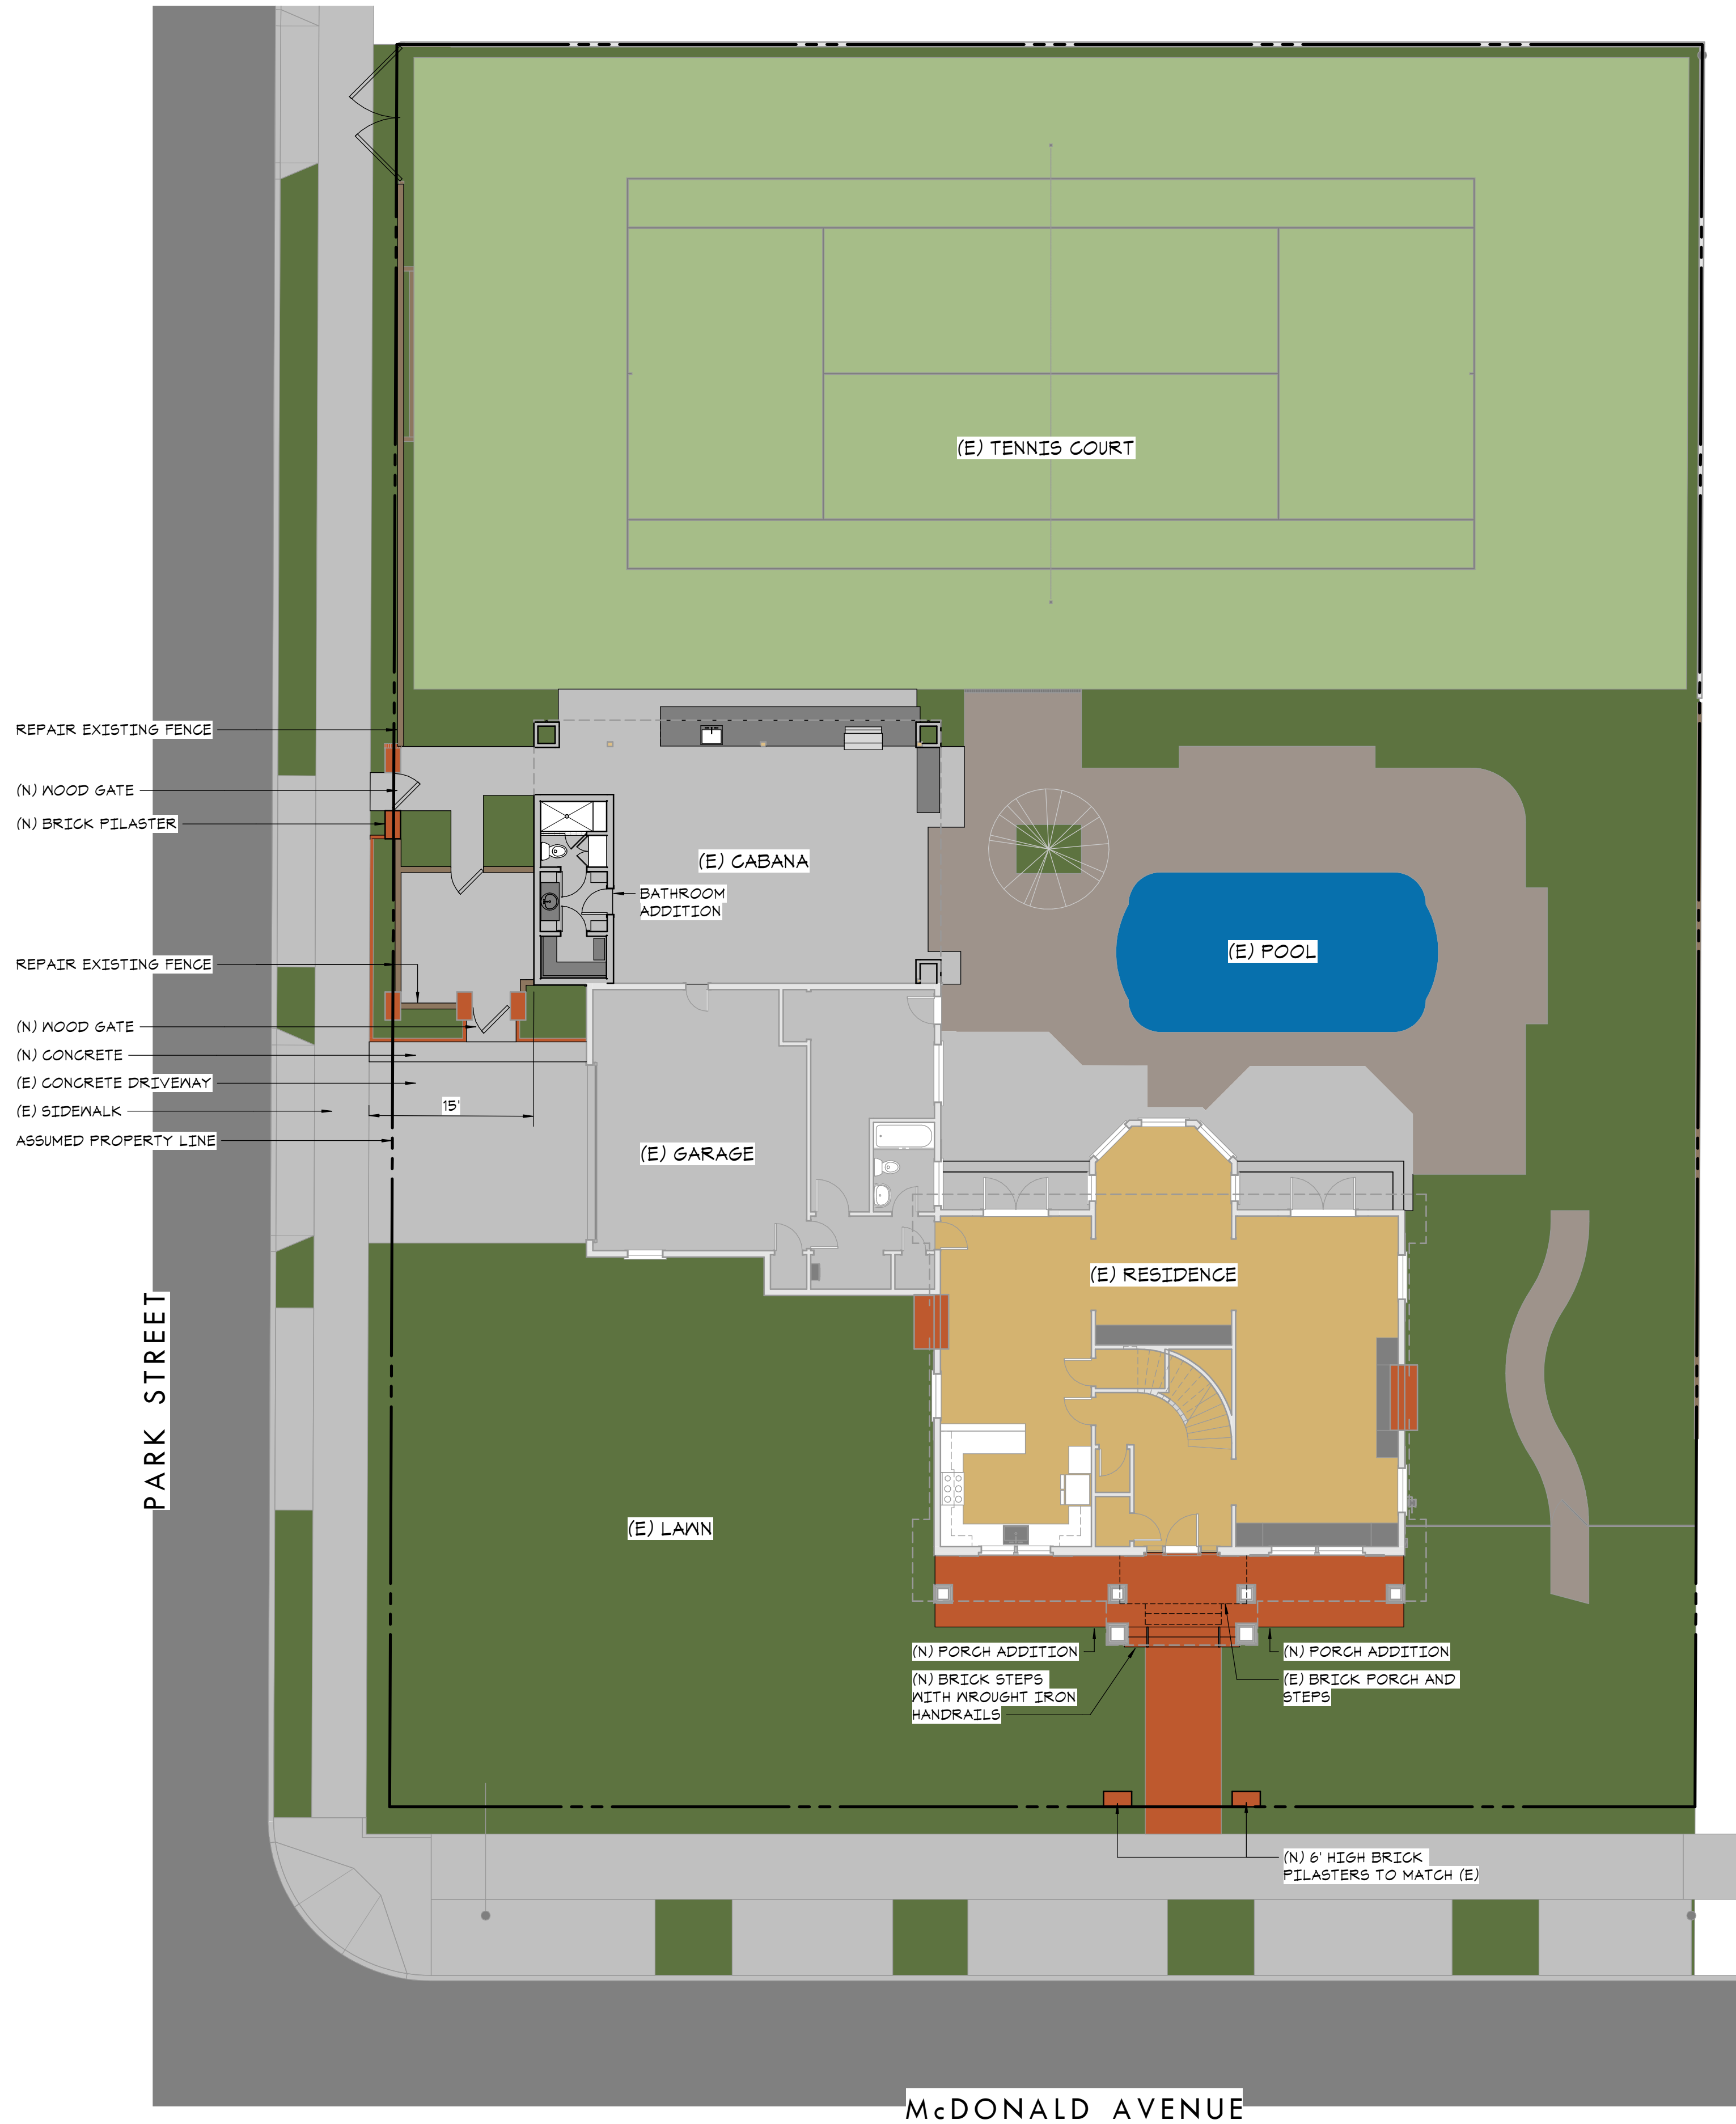 (E) TENNIS COURT
REPAIR EXISTING FENCE
(N) WOOD GATE
(N) BRICK PILASTER
(E) CABANA
BATHROOM
ADDITION
(E) POOL
REPAIR EXISTING FENCE
(N) WOOD GATE
(N) CONCRETE
(E) CONCRETE DRIVEWAY
(E) SIDEWALK
ASSUMED PROPERTY LINE
15'
(E) GARAGE
(E) RESIDENCE
PARK STREET
(E) LAWN
(N) PORCH ADDITION
(N) BRICK STEPS
WITH WROUGHT IRON
HANDRAILS
(N) PORCH ADDITION
(E) BRICK PORCH AND
STEPS
(N) 6' HIGH BRICK
PILASTERS TO MATCH (E)
McDONALD AVENUE